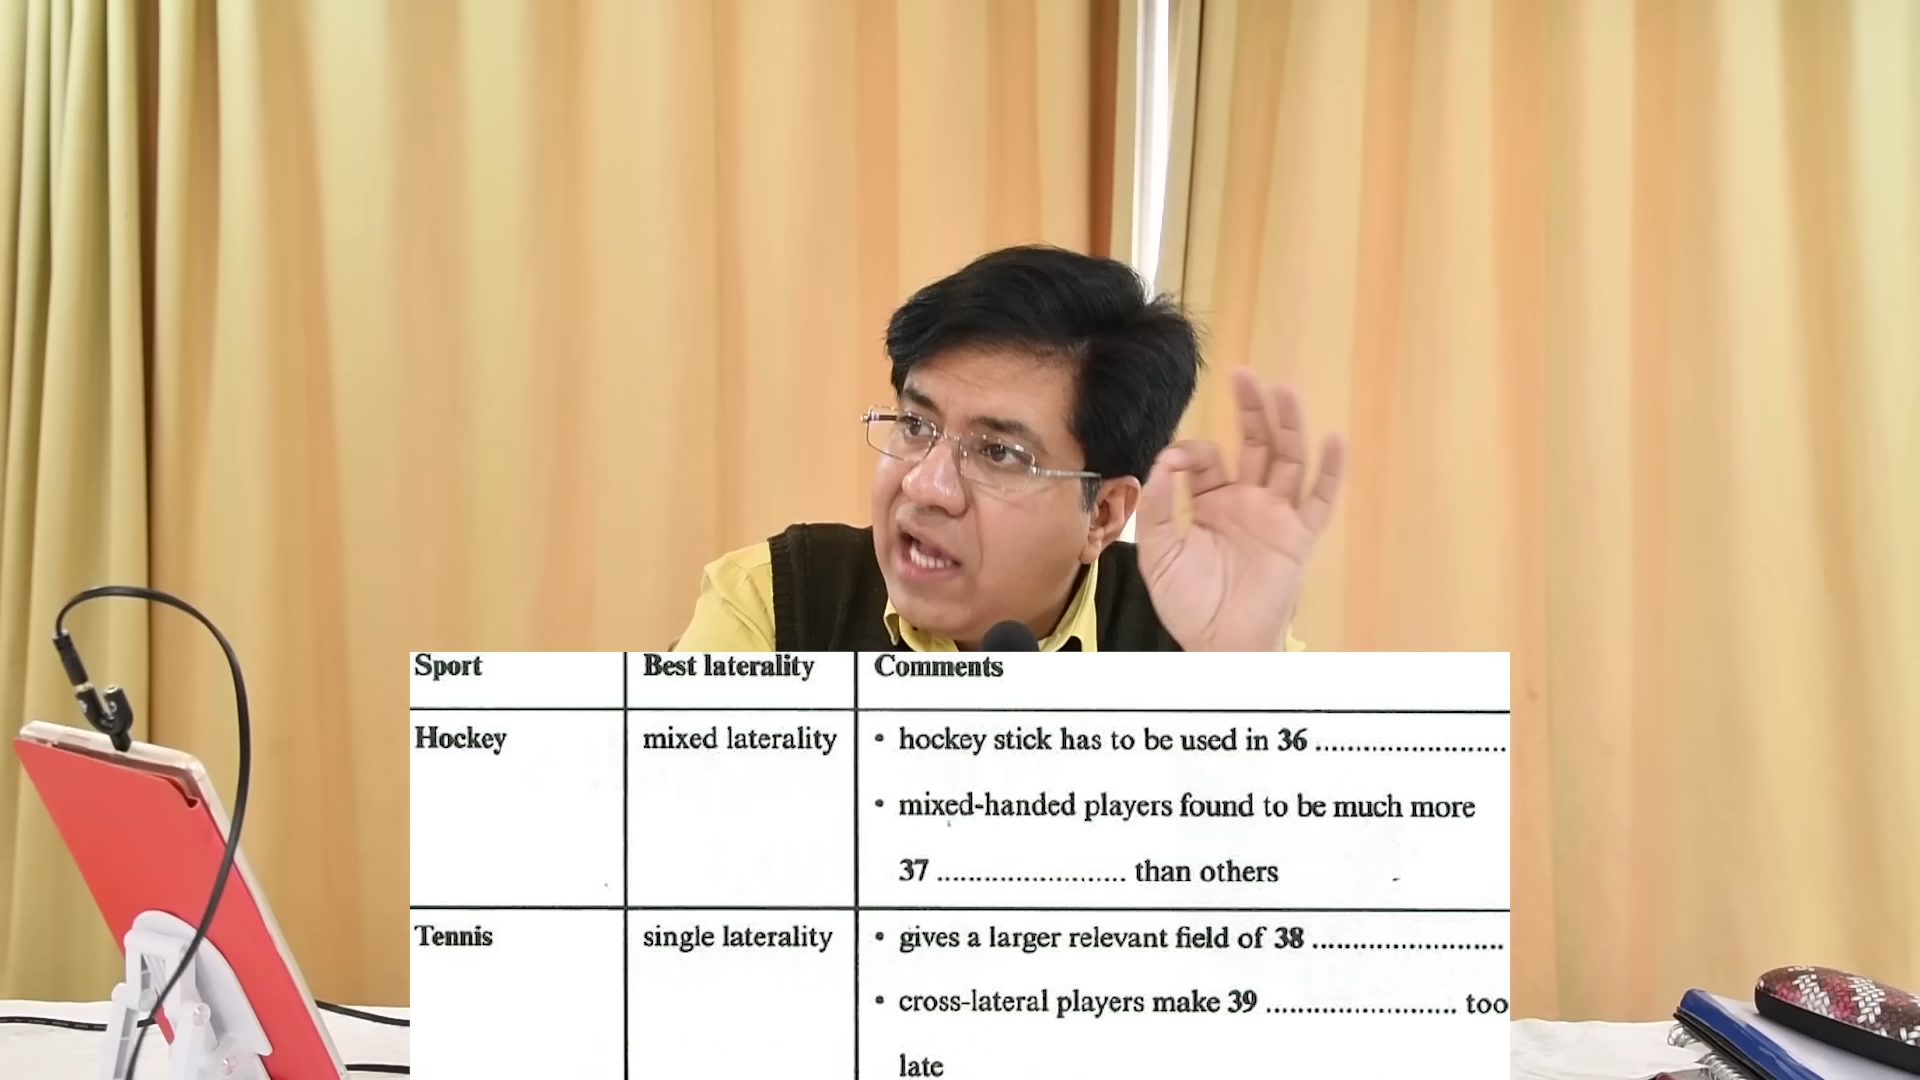 Sport Best laterality Comments
Hockey mixed laterality • hockey stick has to be used in 36 .........................
• mixed-handed players found to be much more
37 ......................... than others
Tennis single laterality • gives a larger relevant field of 38 .........................
• cross-lateral players make 39 ......................... too
late